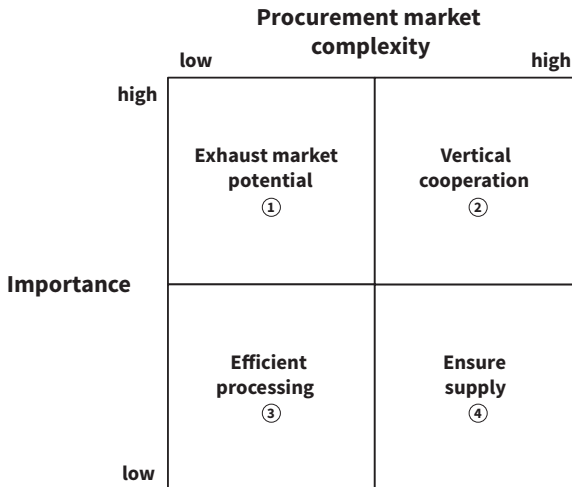 Procurement market
complexity
low
high
high
Exhaust market
potential
①
Vertical
cooperation
②
Importance
Efficient
processing
③
Ensure
supply
④
low